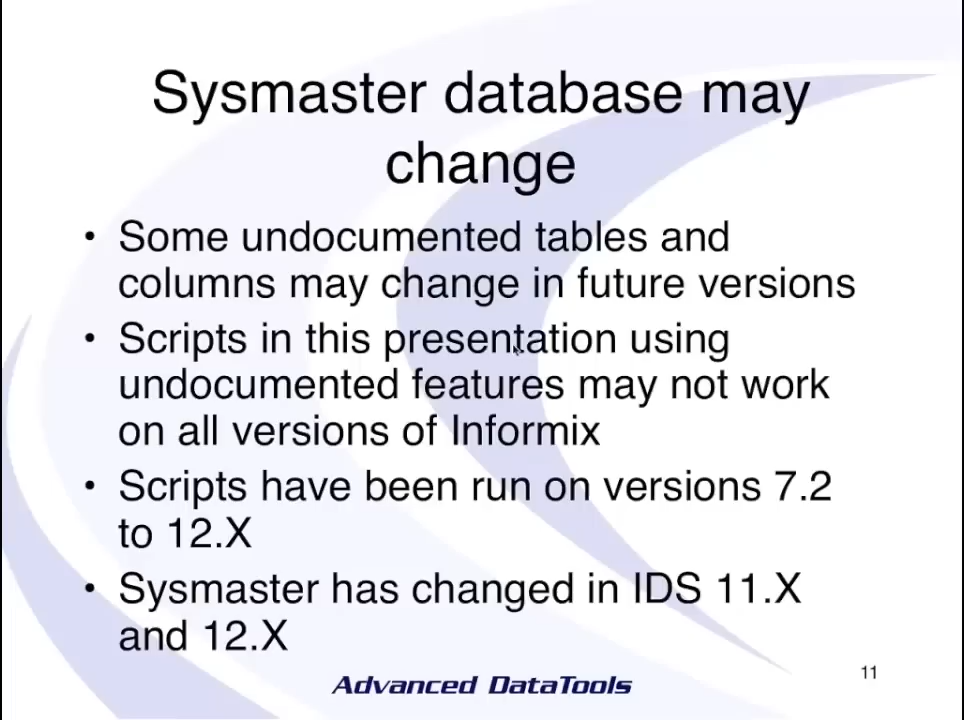 Sysmaster database may
change
• Some undocumented tables and
columns may change in future versions
• Scripts in this presentation using
undocumented features may not work
on all versions of Informix
• Scripts have been run on versions 7.2
to 12.X
• Sysmaster has changed in IDS 11.X
and 12.X
Advanced DataTools
11